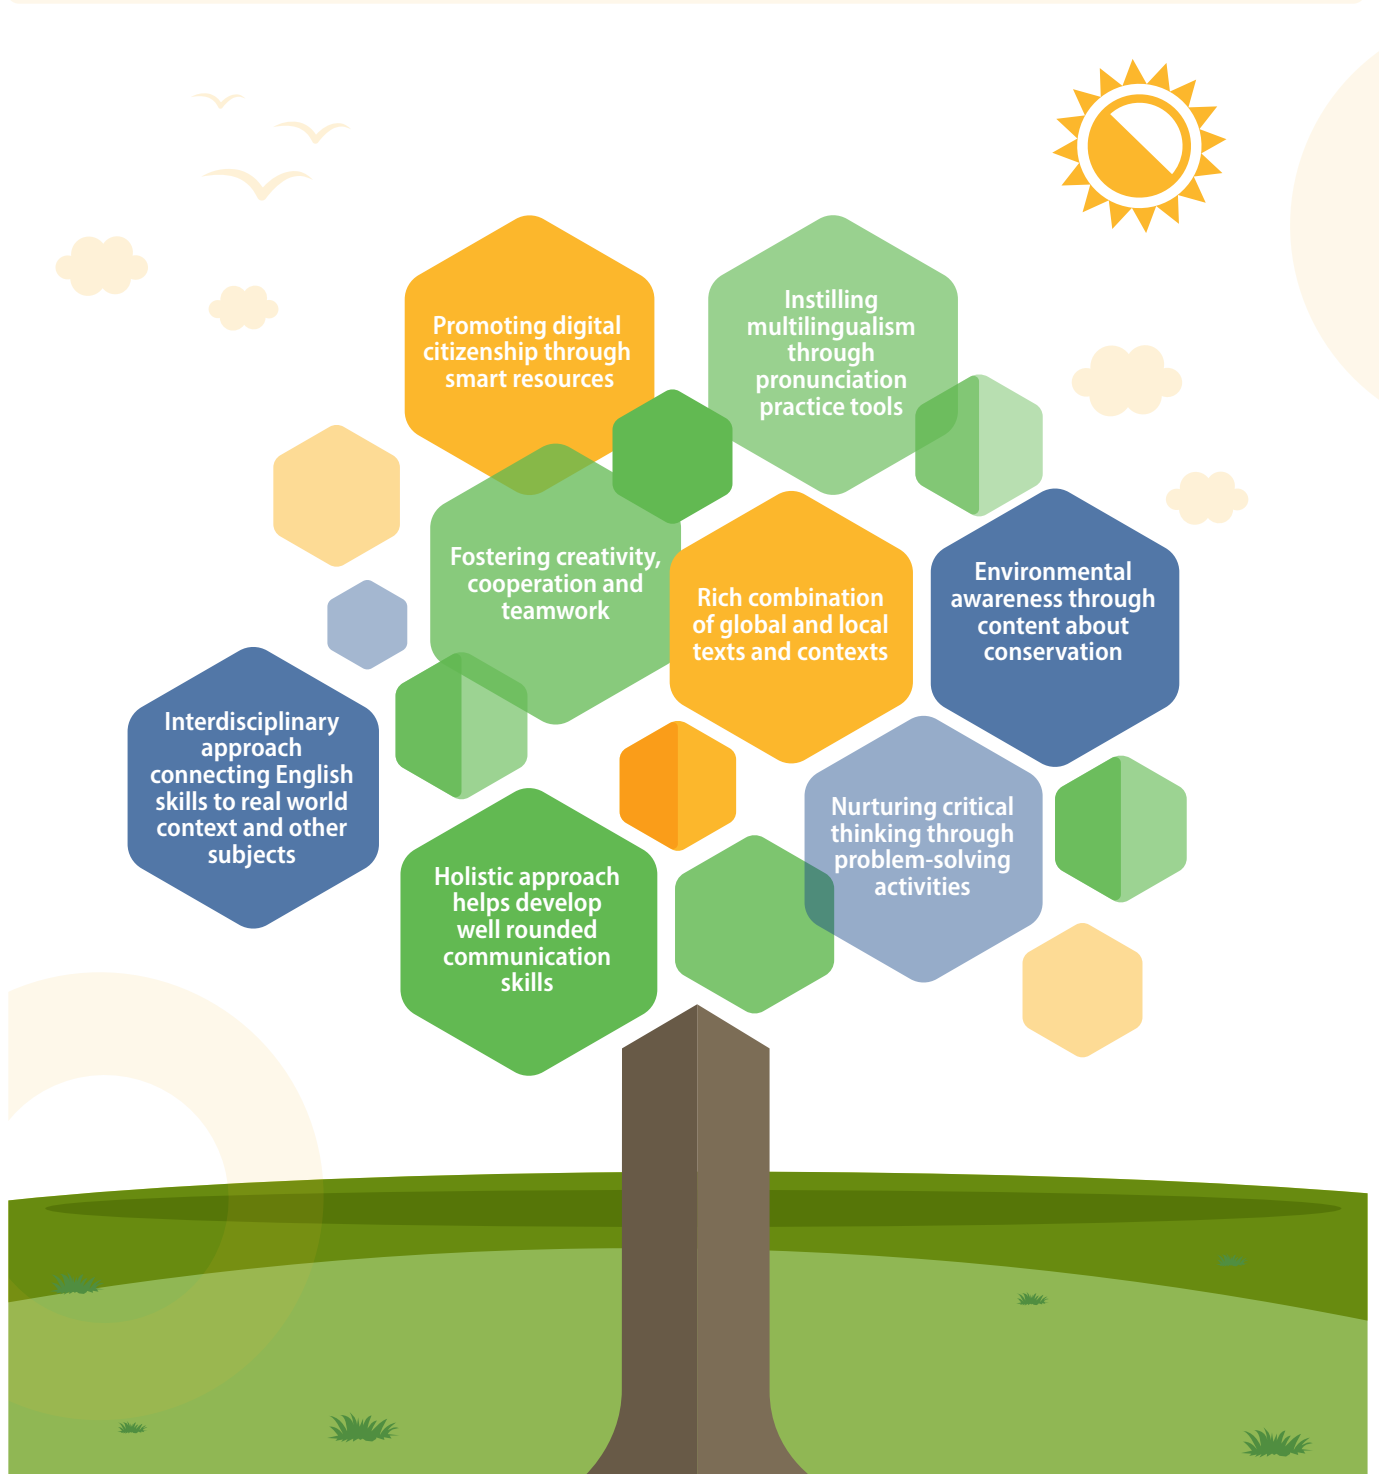 Promoting digital
citizenship through
smart resources
Instilling
multilingualism
through
pronunciation
practice tools
Fostering creativity,
cooperation and
teamwork
Rich combination
of global and local
texts and contexts
Environmental
awareness through
content about
conservation
Interdisciplinary
approach
connecting English
skills to real world
context and other
subjects
Holistic approach
helps develop
well rounded
communication
skills
Nurturing critical
thinking through
problem-solving
activities